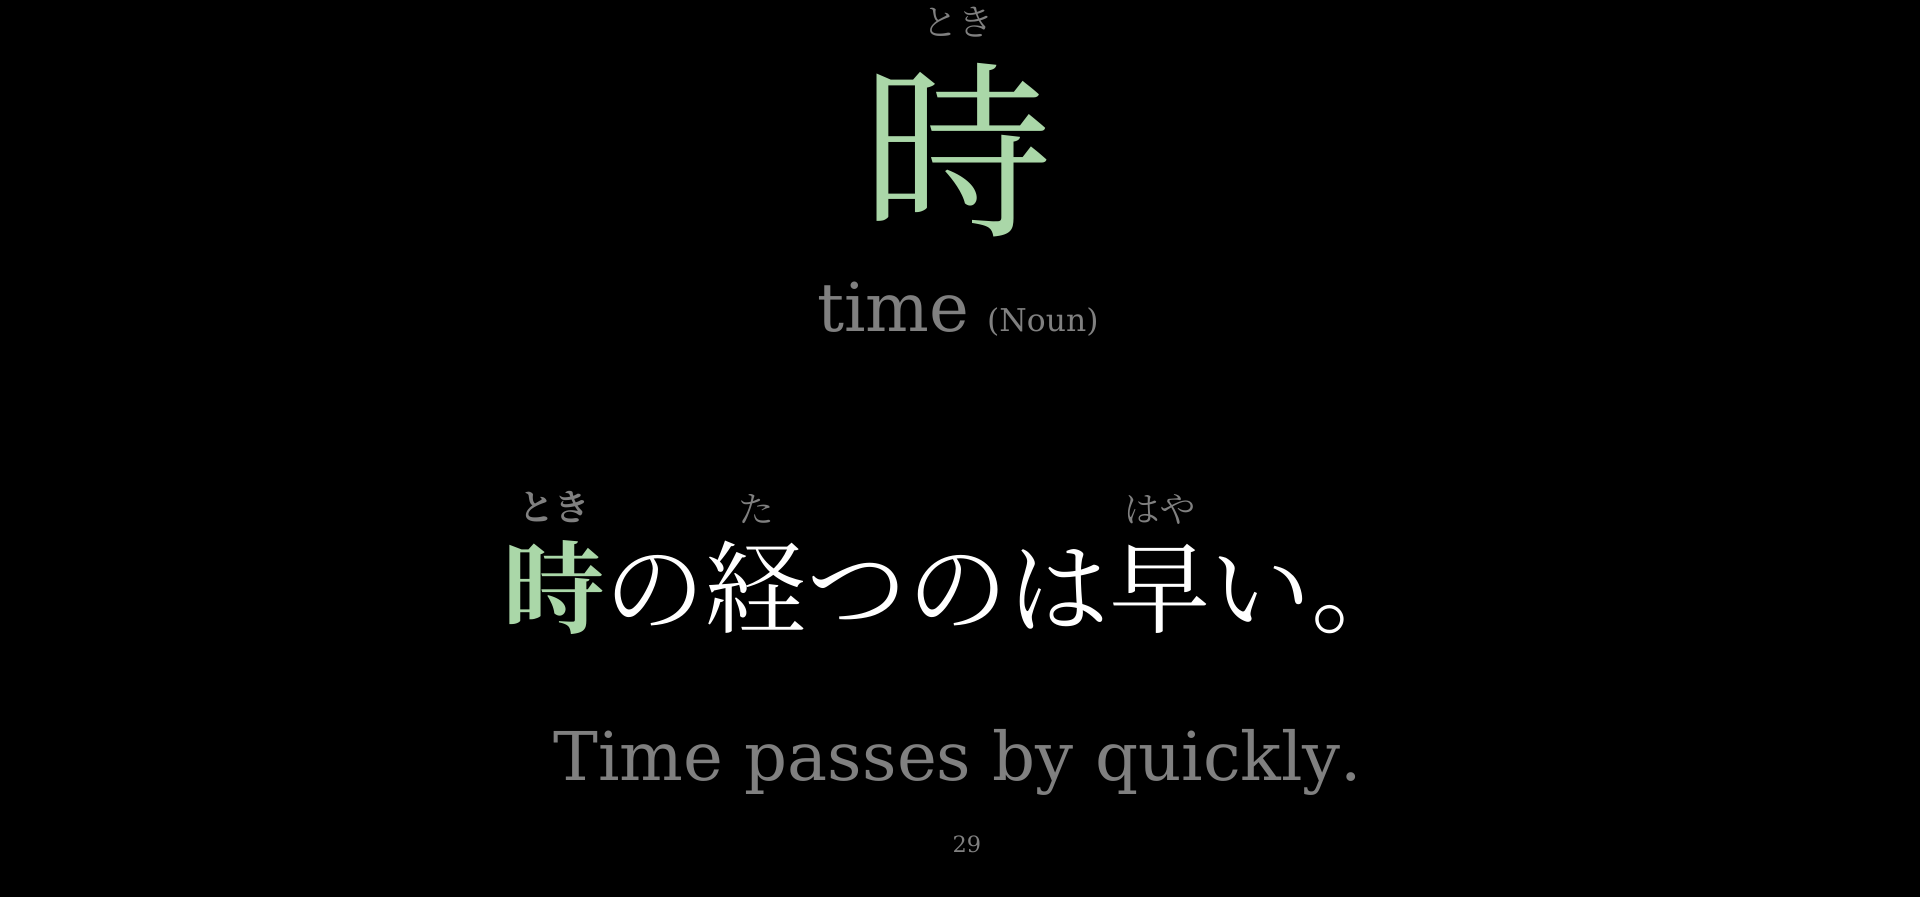 とき
時
time (Noun)
とき た はや
時の経つのは早い。
Time passes by quickly.
29